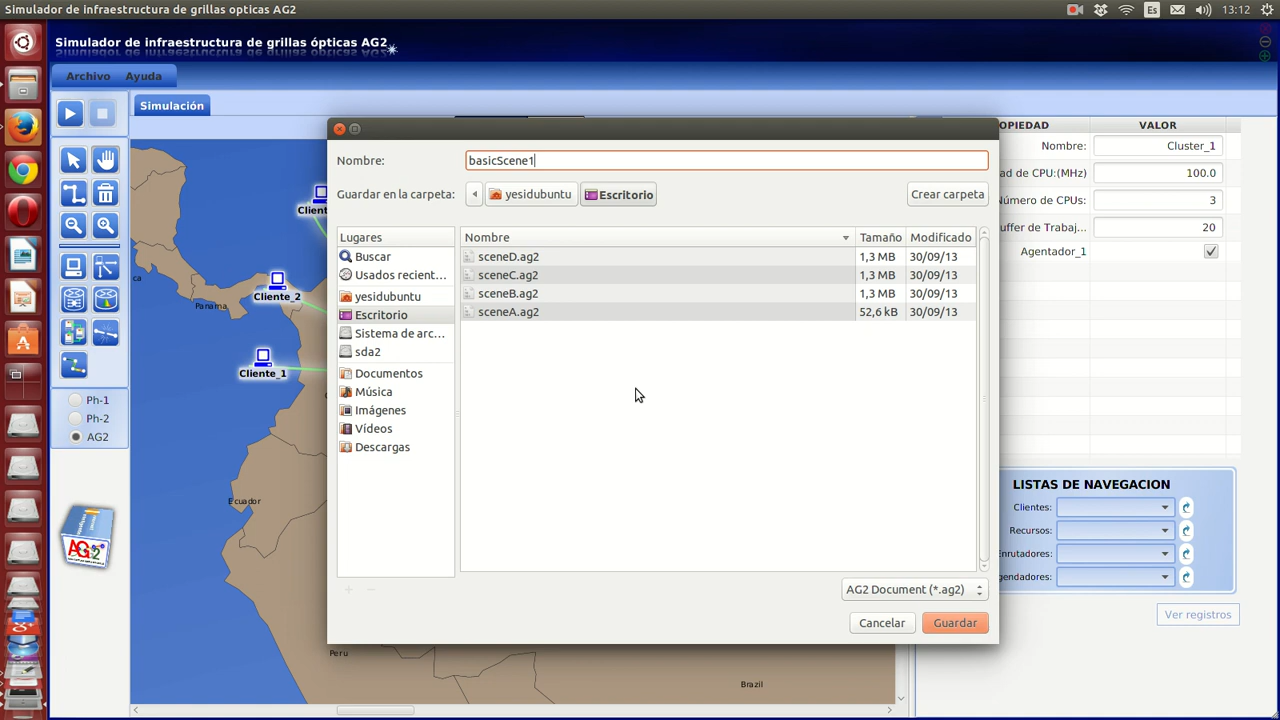 Simulador de infraestructura de grillas opticas AG2
Es
13:12
Simulador de infraestructura de grillas ópticas AG2
Archivo Ayuda
Simulación
Nombre:
basicScene1
Guardar en la carpeta:
yesidubuntu
Escritorio
Crear carpeta
Lugares
Buscar
Usados recient...
yesidubuntu
Escritorio
Sistema de arc...
sda2
Documentos
Música
Imágenes
Vídeos
Descargas
Nombre Tamaño Modificado
sceneD.ag2 1,3 MB 30/09/13
sceneC.ag2 1,3 MB 30/09/13
sceneB.ag2 1,3 MB 30/09/13
sceneA.ag2 52,6 kB 30/09/13
AG2 Document (*.ag2)
Cancelar Guardar
Ph-1
Ph-2
AG2
AG2
Client
Cliente_2
Cliente_1
ca
Panama
Ecuador
Peru
Brazil
OPIEDAD VALOR
Nombre: Cluster_1
ad de CPU:(MHz) 100.0
Número de CPUs: 3
uffer de Trabaj... 20
Agentador_1
LISTAS DE NAVEGACION
Clientes:
Recursos:
Enrutadores:
gendadores:
Ver registros